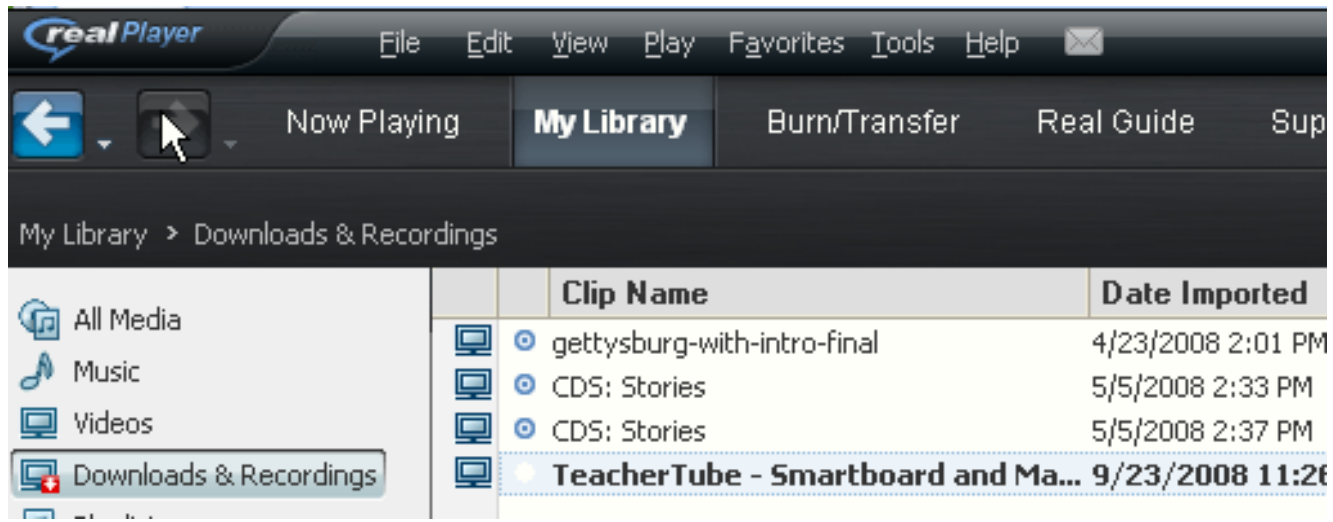 realPlayer File Edit View Play Favorites Tools Help
Now Playing My Library Burn/Transfer Real Guide Sup
My Library > Downloads & Recordings
Clip Name Date Imported
All Media
gettysburg-with-intro-final 4/23/2008 2:01 PM
Music
CDS: Stories 5/5/2008 2:33 PM
Videos
CDS: Stories 5/5/2008 2:37 PM
Downloads & Recordings
TeacherTube - Smartboard and Ma... 9/23/2008 11:26